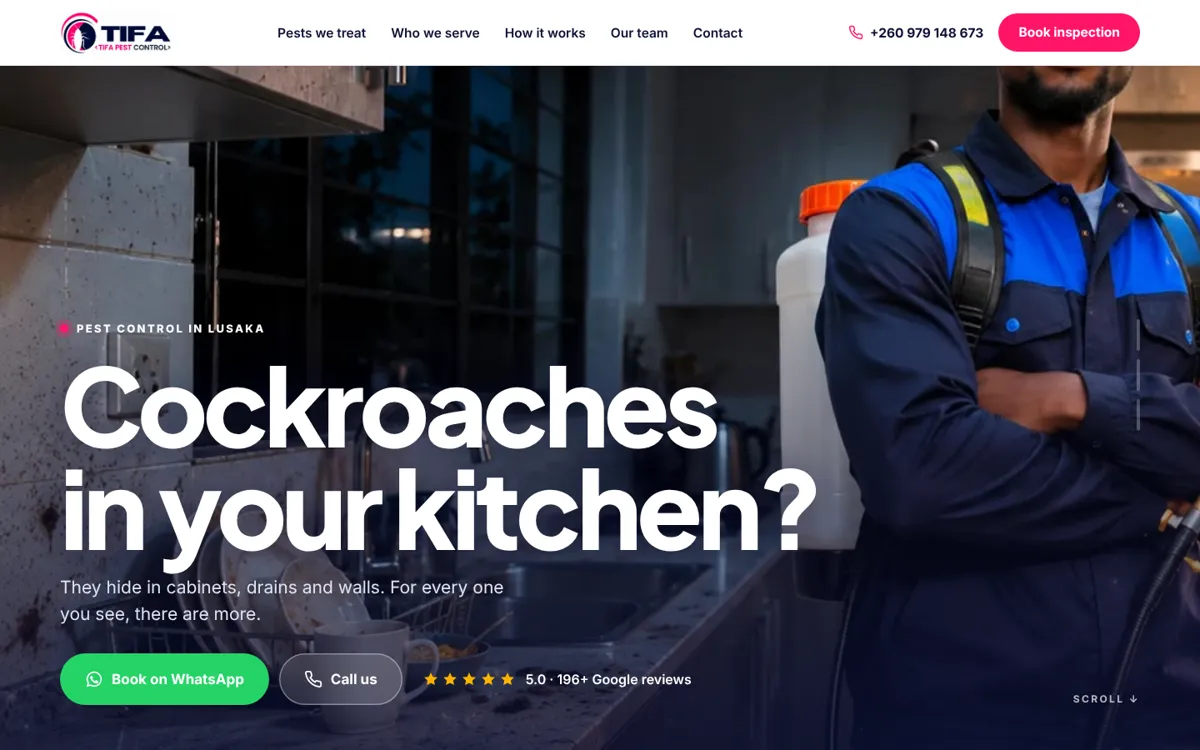 TIFA
TIFA PEST CONTROL
Pests we treat
Who we serve
How it works
Our team
Contact
+260 979 148 673
Book inspection
PEST CONTROL IN LUSAKA
Cockroaches
in your kitchen?
They hide in cabinets, drains and walls. For every one
you see, there are more.
Book on WhatsApp
Call us
5.0 · 196+ Google reviews
SCROLL ↓